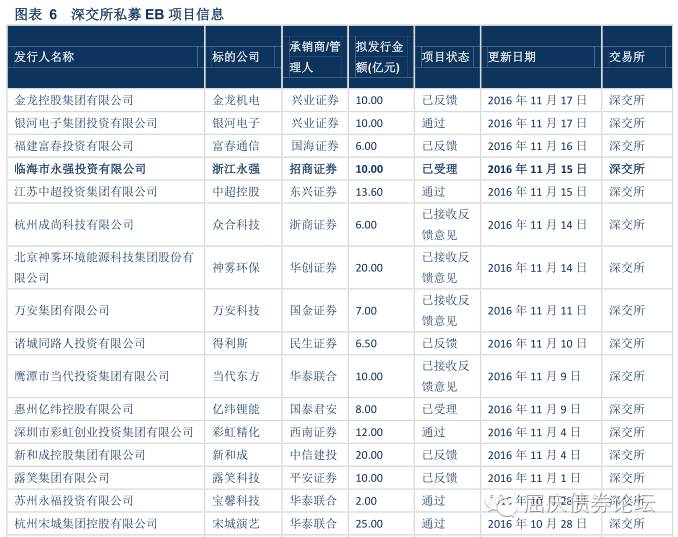 图表 6 深交所私募 EB 项目信息
发行人名称 标的公司 承销商/管理人 拟发行金额(亿元) 项目状态 更新日期 交易所
金龙控股集团有限公司 金龙机电 兴业证券 10.00 已反馈 2016 年 11 月 17 日 深交所
银河电子集团投资有限公司 银河电子 兴业证券 10.00 通过 2016 年 11 月 17 日 深交所
福建富春投资有限公司 富春通信 国海证券 6.00 已反馈 2016 年 11 月 16 日 深交所
临海市永强投资有限公司 浙江永强 招商证券 10.00 已受理 2016 年 11 月 15 日 深交所
江苏中超投资集团有限公司 中超控股 东兴证券 13.60 通过 2016 年 11 月 15 日 深交所
杭州成尚科技有限公司 众合科技 浙商证券 6.00 已接收反馈意见 2016 年 11 月 14 日 深交所
北京神雾环境能源科技集团股份有限公司 神雾环保 华创证券 20.00 已接收反馈意见 2016 年 11 月 14 日 深交所
万安集团有限公司 万安科技 国金证券 7.00 已接收反馈意见 2016 年 11 月 11 日 深交所
诸城同路人投资有限公司 得利斯 民生证券 6.50 已反馈 2016 年 11 月 10 日 深交所
鹰潭市当代投资集团有限公司 当代东方 华泰联合 10.00 已接收反馈意见 2016 年 11 月 9 日 深交所
惠州亿纬控股有限公司 亿纬锂能 国泰君安 8.00 已受理 2016 年 11 月 9 日 深交所
深圳市彩虹创业投资集团有限公司 彩虹精化 西南证券 12.00 通过 2016 年 11 月 4 日 深交所
新和成控股集团有限公司 新和成 中信建投 20.00 已反馈 2016 年 11 月 4 日 深交所
露笑集团有限公司 露笑科技 平安证券 10.00 已反馈 2016 年 11 月 1 日 深交所
苏州永福投资有限公司 宝馨科技 华泰联合 2.00 通过 2016 年 10 月 28 日 深交所
杭州宋城集团控股有限公司 宋城演艺 华泰联合 25.00 通过 2016 年 10 月 28 日 深交所
屈庆债券论坛